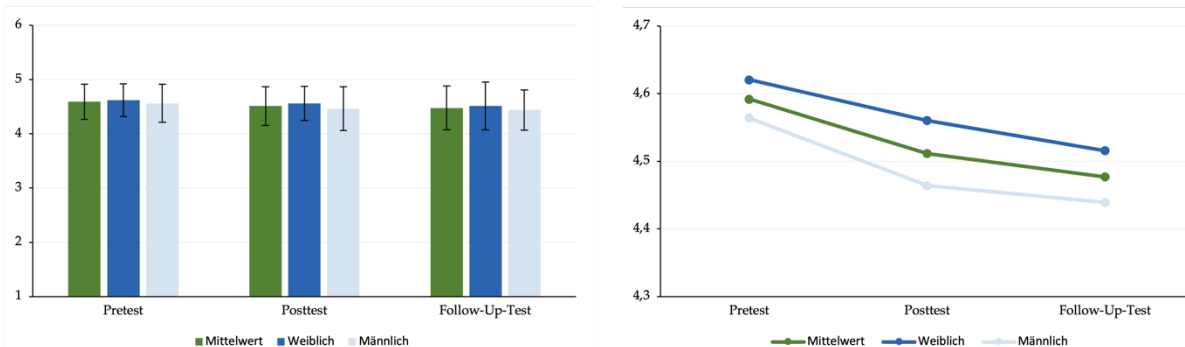 6
5
4
3
2
1
Pretest Posttest Follow-Up-Test
Mittelwert Weiblich Männlich
4,7
4,6
4,5
4,4
4,3
Pretest Posttest Follow-Up-Test
Mittelwert Weiblich Männlich